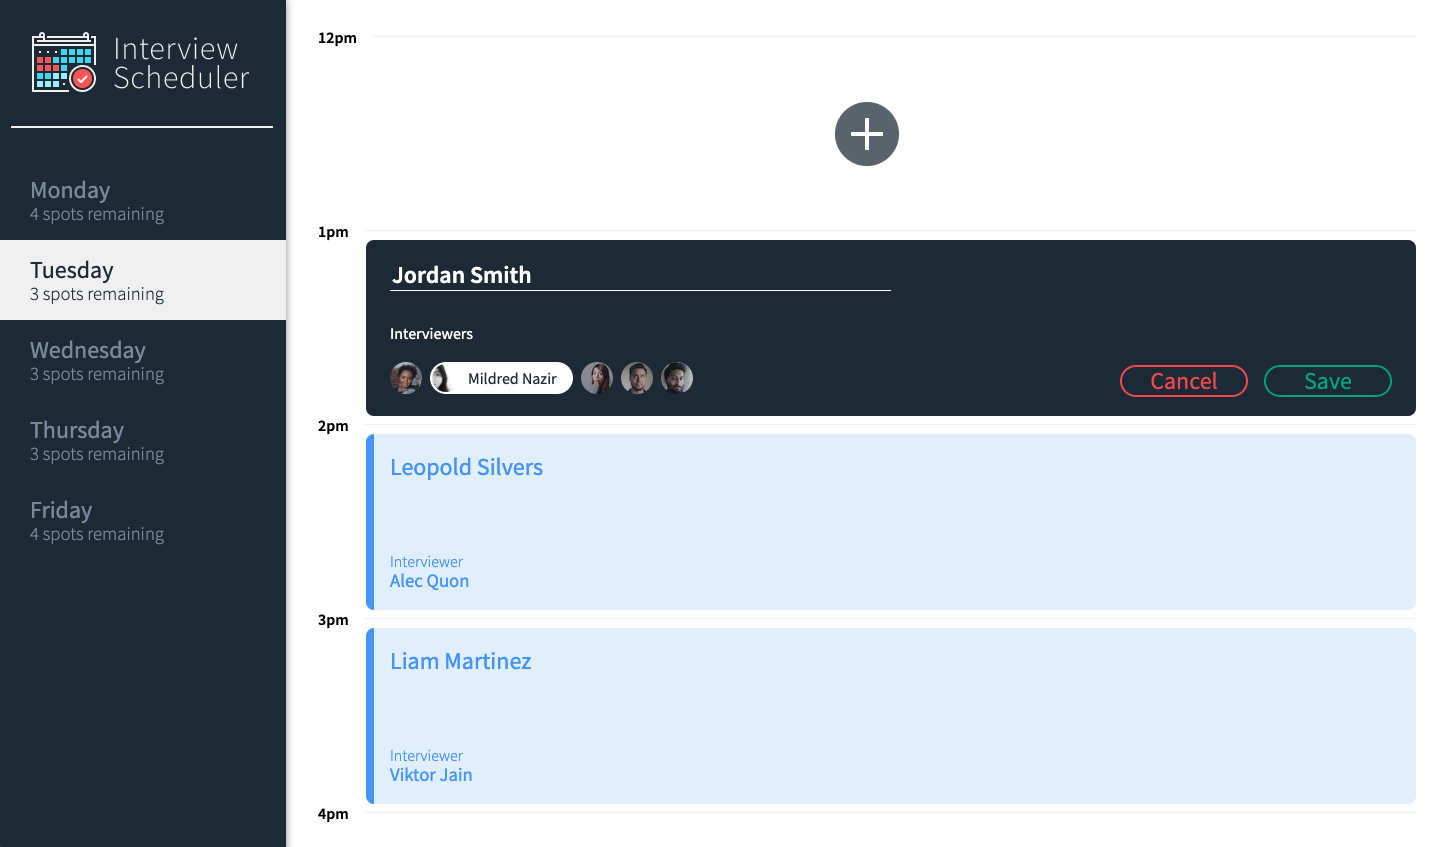 Interview
Scheduler
Monday
4 spots remaining
Tuesday
3 spots remaining
Wednesday
3 spots remaining
Thursday
3 spots remaining
Friday
4 spots remaining
12pm
1pm
Jordan Smith
Interviewers
Mildred Nazir
Cancel
Save
2pm
Leopold Silvers
Interviewer
Alec Quon
3pm
Liam Martinez
Interviewer
Viktor Jain
4pm